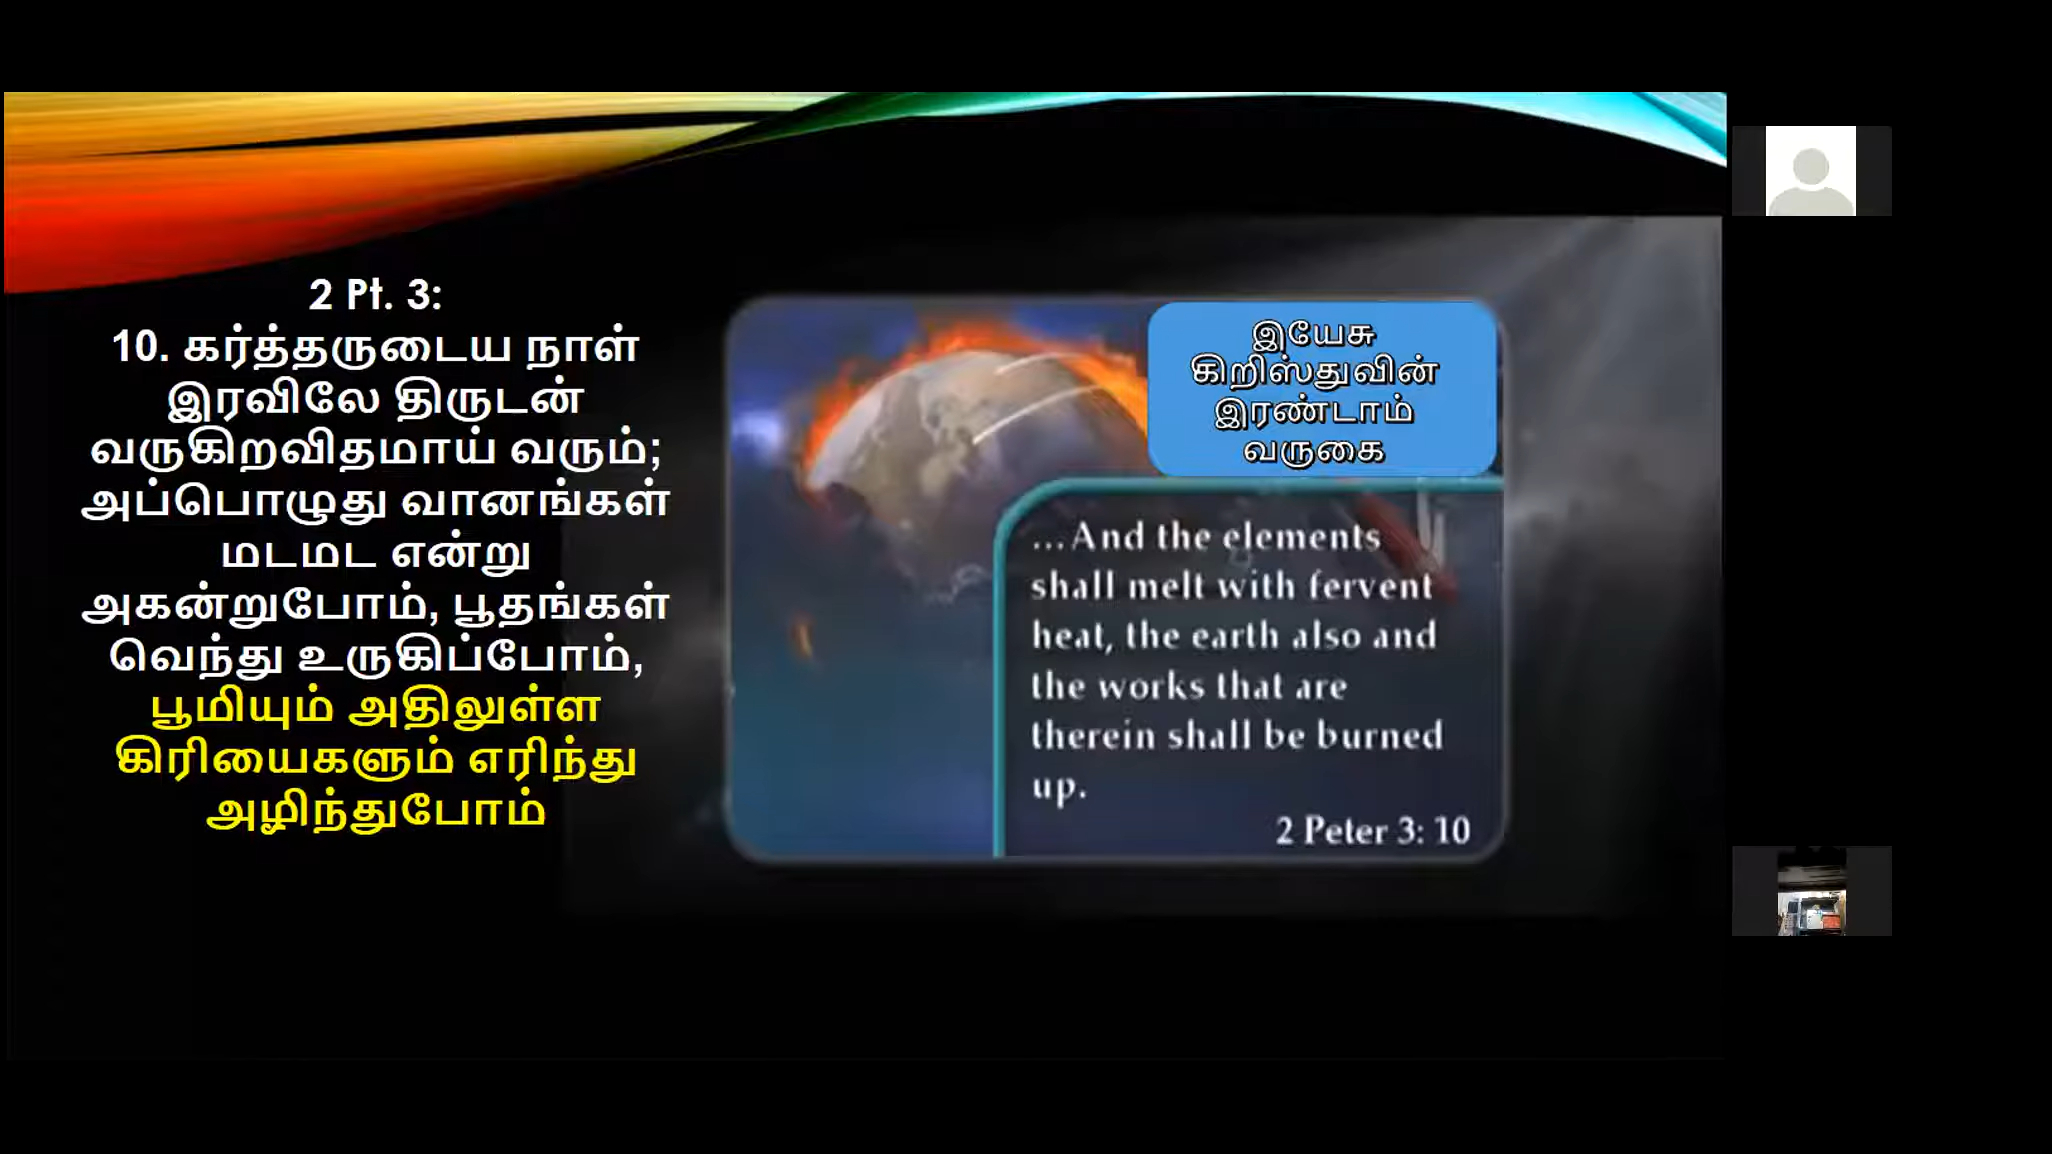 2 Pt. 3:
10. கர்த்தருடைய நாள்
இரவிலே திருடன்
வருகிறவிதமாய் வரும்;
அப்பொழுது வானங்கள்
மடமட என்று
அகன்றுபோம், பூதங்கள்
வெந்து உருகிப்போம்,
பூமியும் அதிலுள்ள
கிரியைகளும் எரிந்து
அழிந்துபோம்
இயேசு
கிறிஸ்துவின்
இரண்டாம்
வருகை
...And the elements
shall melt with fervent
heat, the earth also and
the works that are
therein shall be burned
up.
2 Peter 3: 10